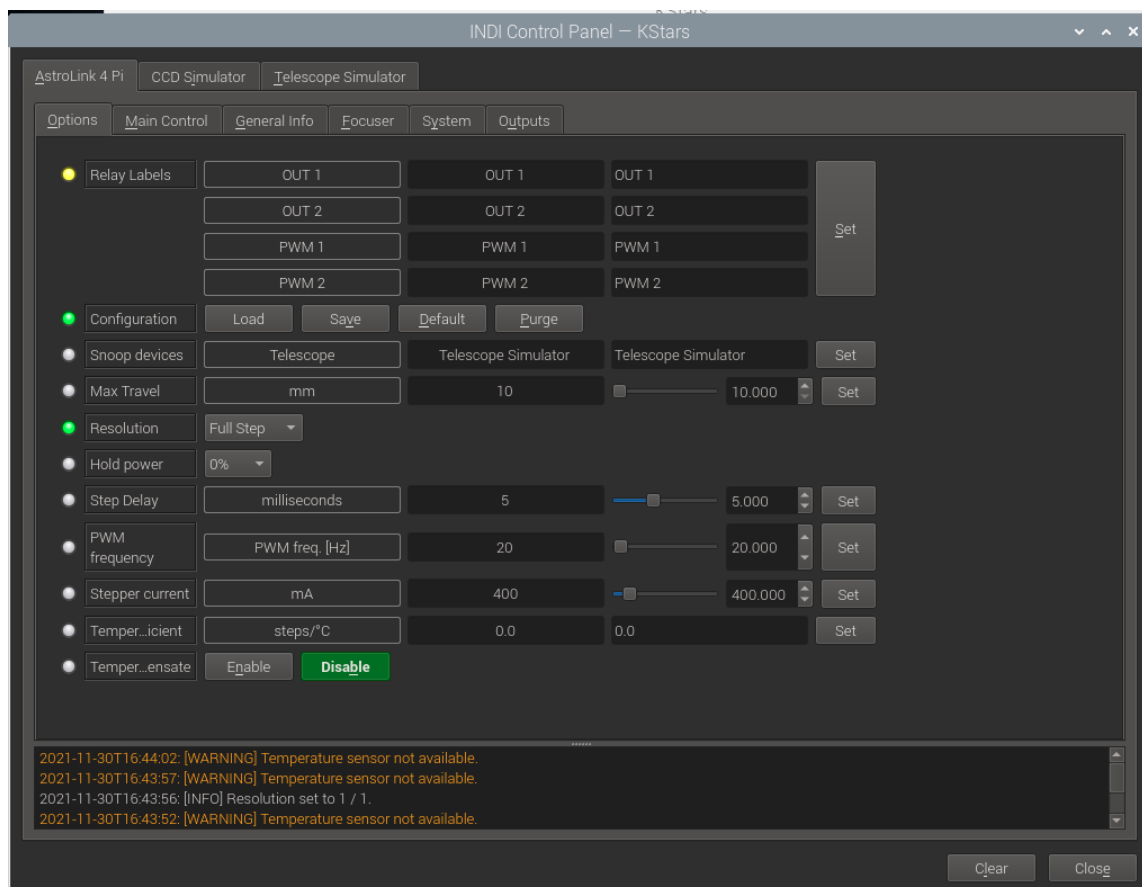 INDI Control Panel — KStars
AstroLink 4 Pi CCD Simulator Telescope Simulator
Options Main Control General Info Focuser System Outputs
Relay Labels OUT 1 OUT 1 OUT 1
OUT 2 OUT 2 OUT 2
Set
PWM 1 PWM 1 PWM 1
PWM 2 PWM 2 PWM 2
Configuration Load Save Default Purge
Snoop devices Telescope Telescope Simulator Telescope Simulator Set
Max Travel mm 10 10.000 Set
Resolution Full Step
Hold power 0%
Step Delay milliseconds 5 5.000 Set
PWM
frequency PWM freq. [Hz] 20 20.000 Set
Stepper current mA 400 400.000 Set
Temper...icient steps/°C 0.0 0.0 Set
Temper...ensate Enable Disable
2021-11-30T16:44:02: [WARNING] Temperature sensor not available.
2021-11-30T16:43:57: [WARNING] Temperature sensor not available.
2021-11-30T16:43:56: [INFO] Resolution set to 1 / 1.
2021-11-30T16:43:52: [WARNING] Temperature sensor not available.
Clear Close